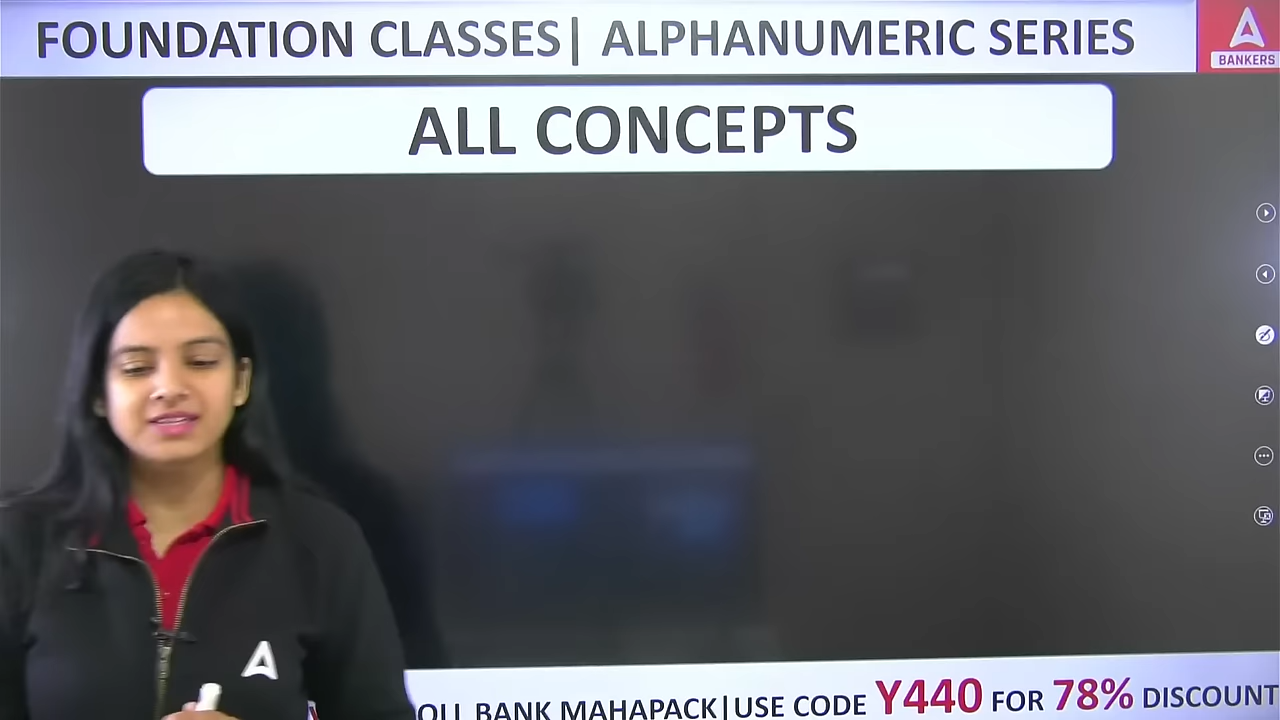 FOUNDATION CLASSES| ALPHANUMERIC SERIES
BANKERS
ALL CONCEPTS
BANK MAHAPACK|USE CODE Y440 FOR 78% DISCOUNT